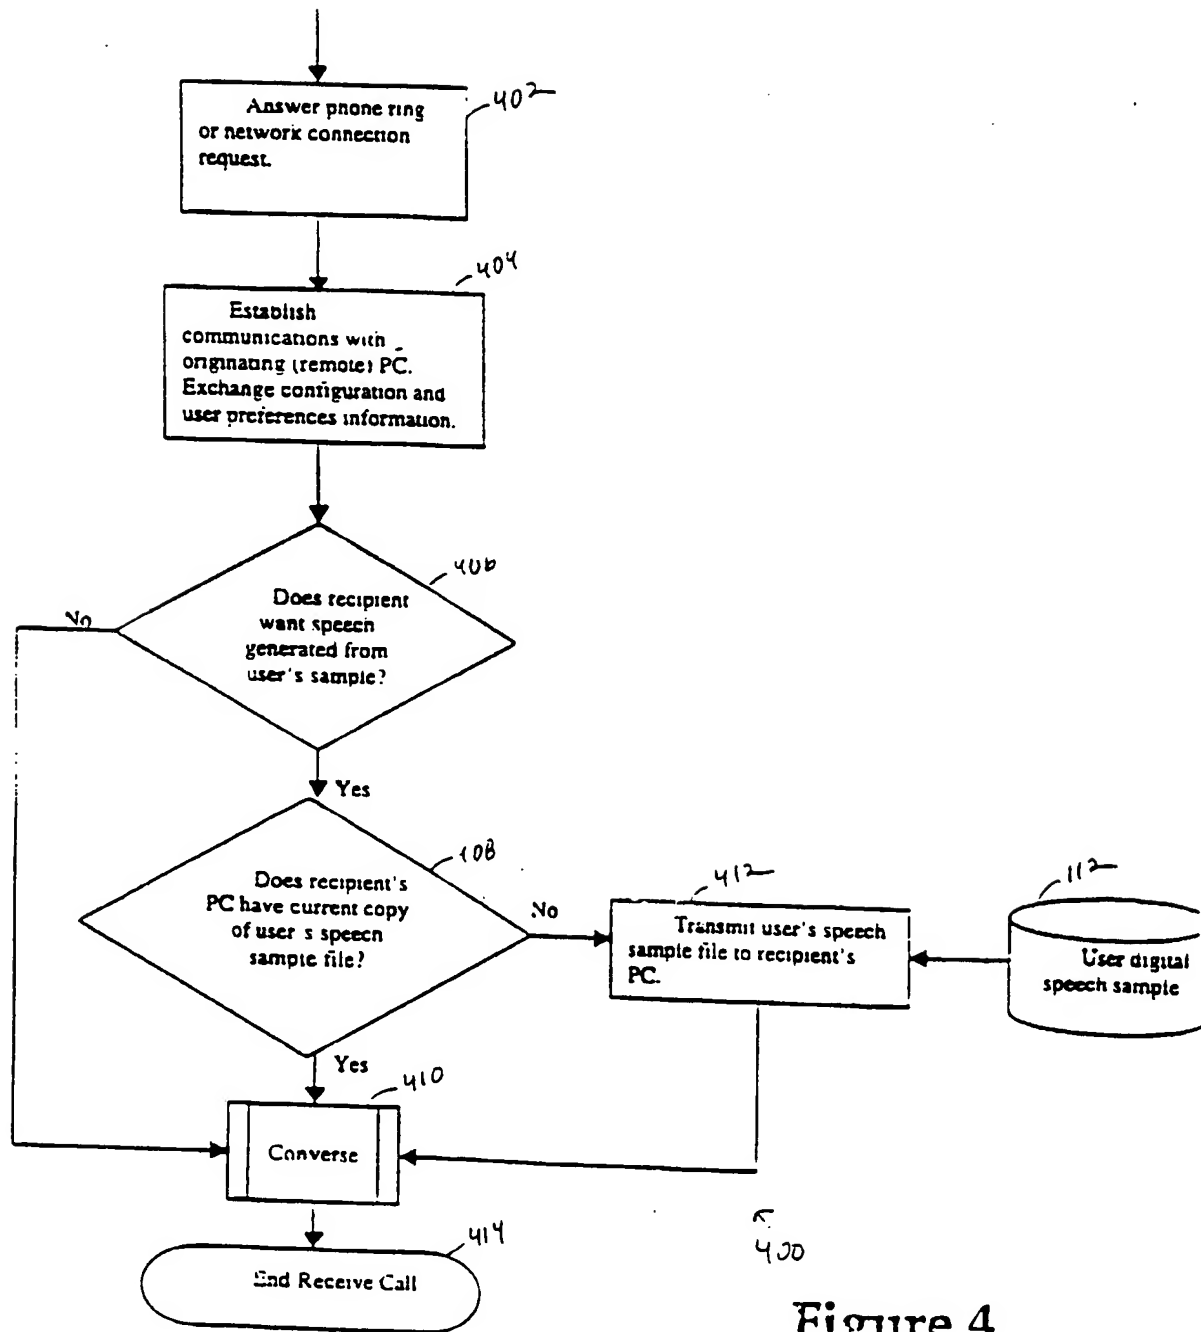 Answer phone ring
or network connection
request.
402
404
Establish
communications with
originating (remote) PC.
Exchange configuration and
user preferences information.
406
No
Does recipient
want speech
generated from
user's sample?
Yes
408
Does recipient's
PC have current copy
of user's speech
sample file?
No
412
Transmit user's speech
sample file to recipient's
PC.
112
User digital
speech sample
Yes
410
Converse
414
End Receive Call
400
Figure 4